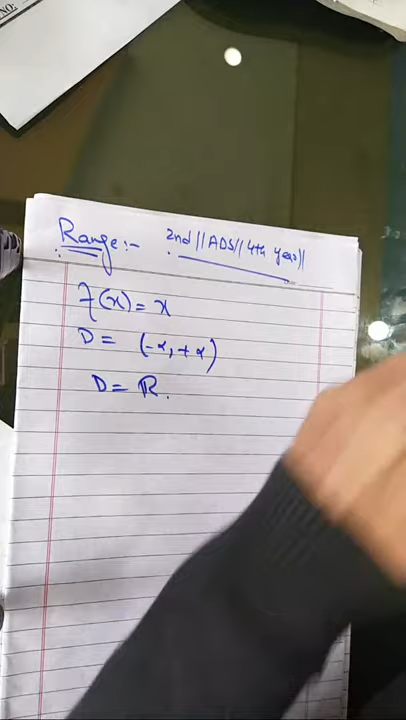 Range:- 2nd||ADS||4th year||
f(x) = x
D = (-∝, +∝)
D = ℝ.